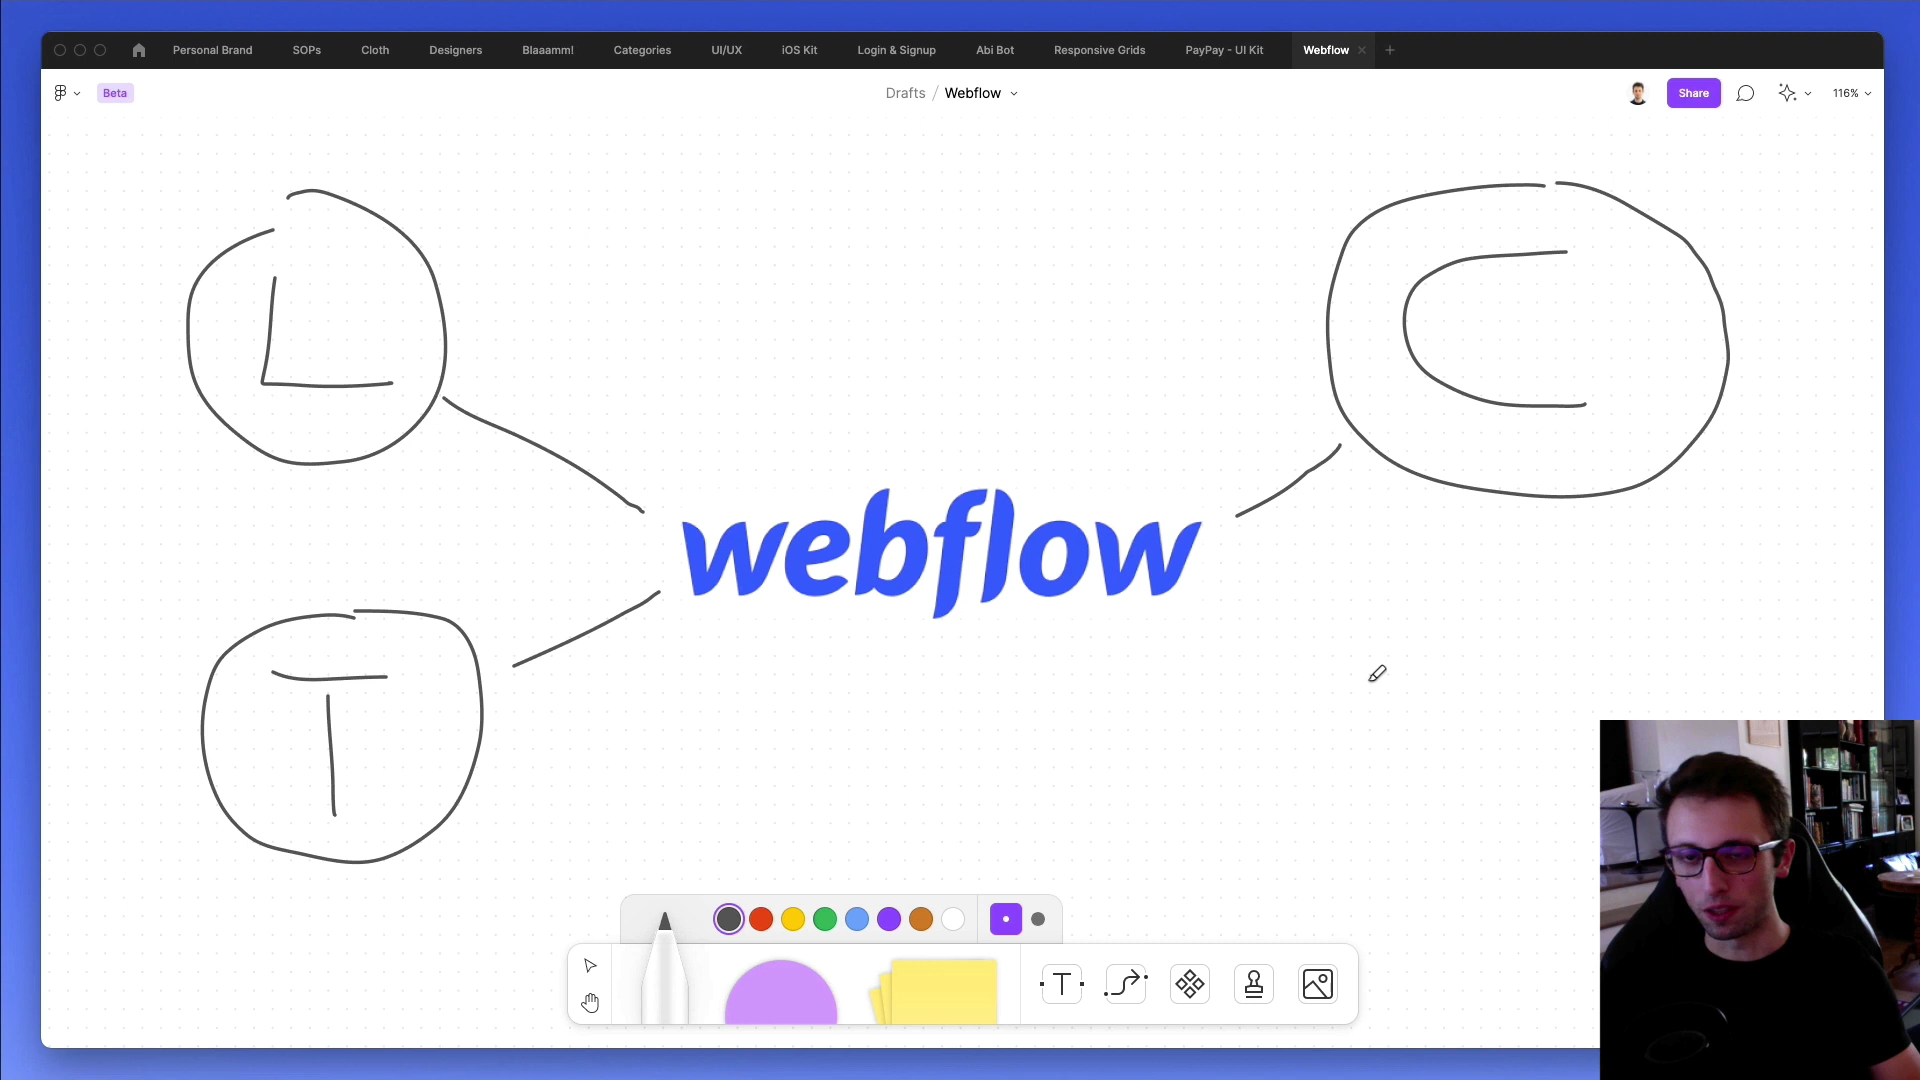 Personal Brand SOPs Cloth Designers Blaaamm! Categories UI/UX iOS Kit Login & Signup Abi Bot Responsive Grids PayPay - UI Kit Webflow
Beta Drafts / Webflow Share 116%
L
C
webflow
T
T